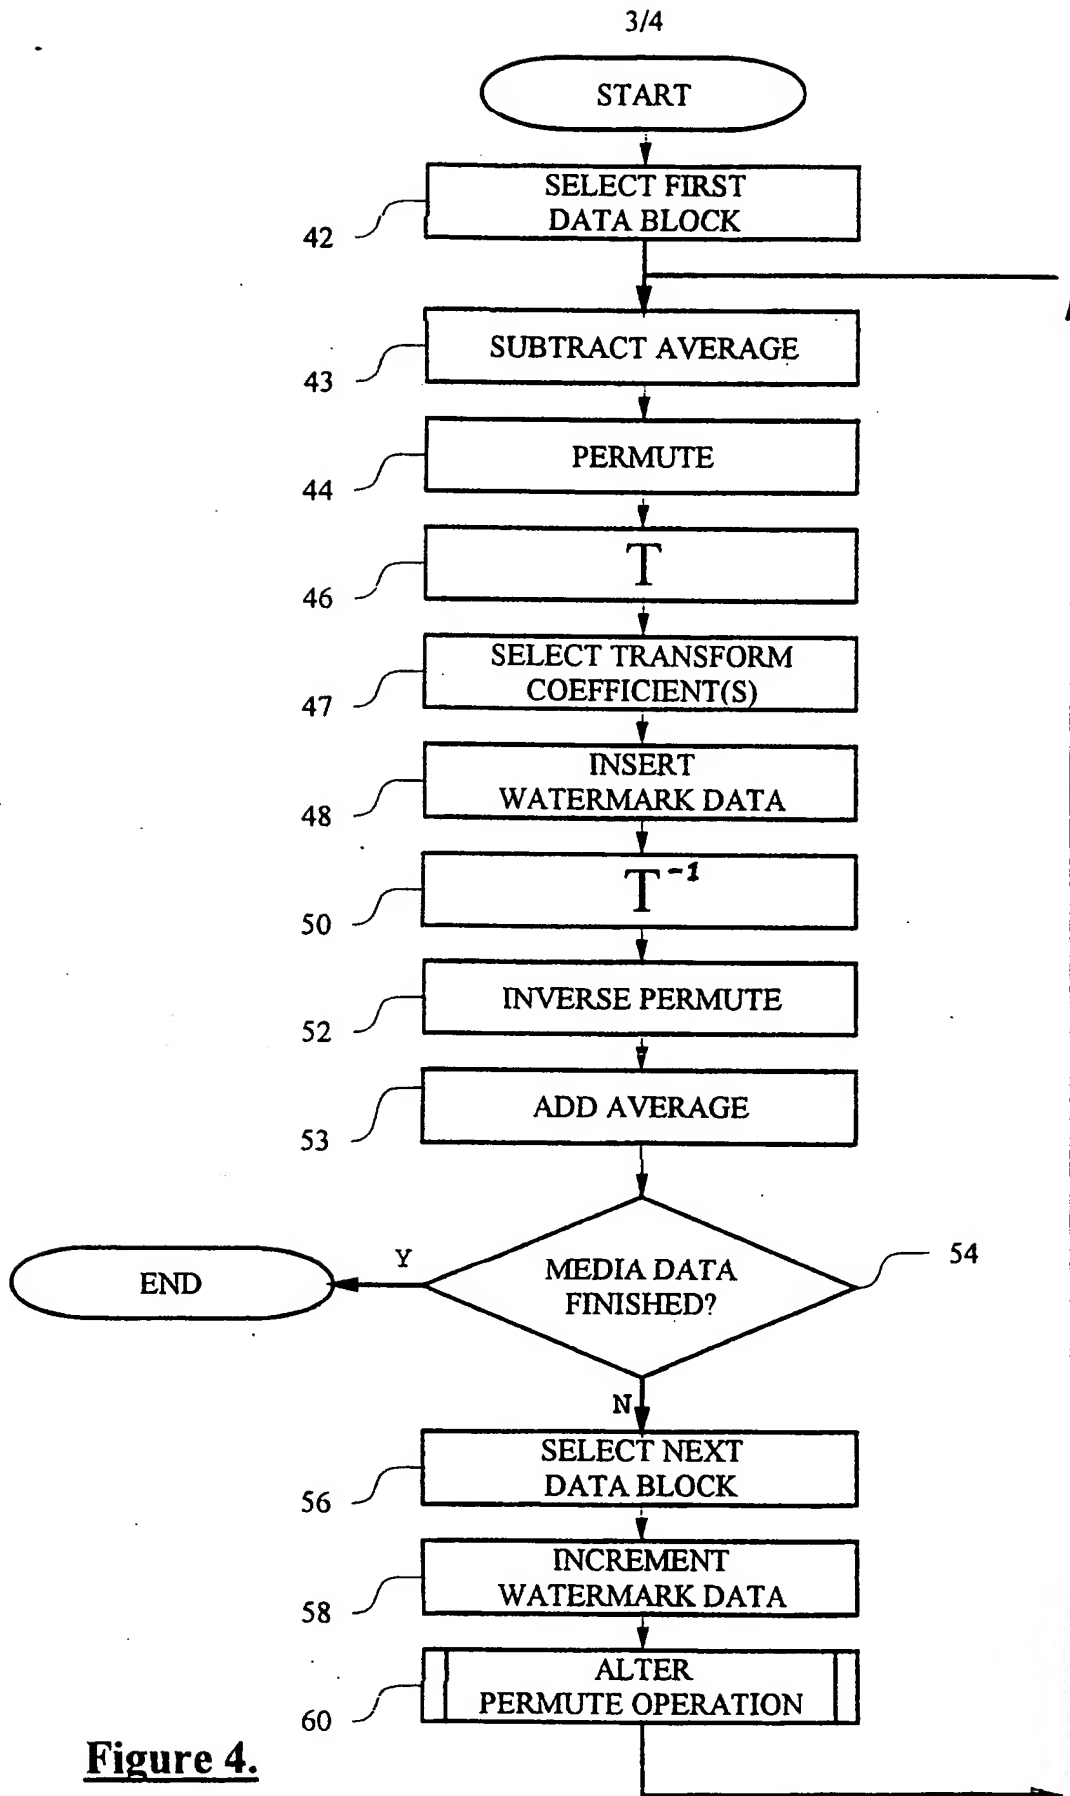 3/4
START
SELECT FIRST
DATA BLOCK
42
SUBTRACT AVERAGE
43
PERMUTE
44
T
46
SELECT TRANSFORM
COEFFICIENT(S)
47
INSERT
WATERMARK DATA
48
T -1
50
INVERSE PERMUTE
52
ADD AVERAGE
53
Y
END
MEDIA DATA
FINISHED?
54
N
SELECT NEXT
DATA BLOCK
56
INCREMENT
WATERMARK DATA
58
ALTER
PERMUTE OPERATION
60
Figure 4.